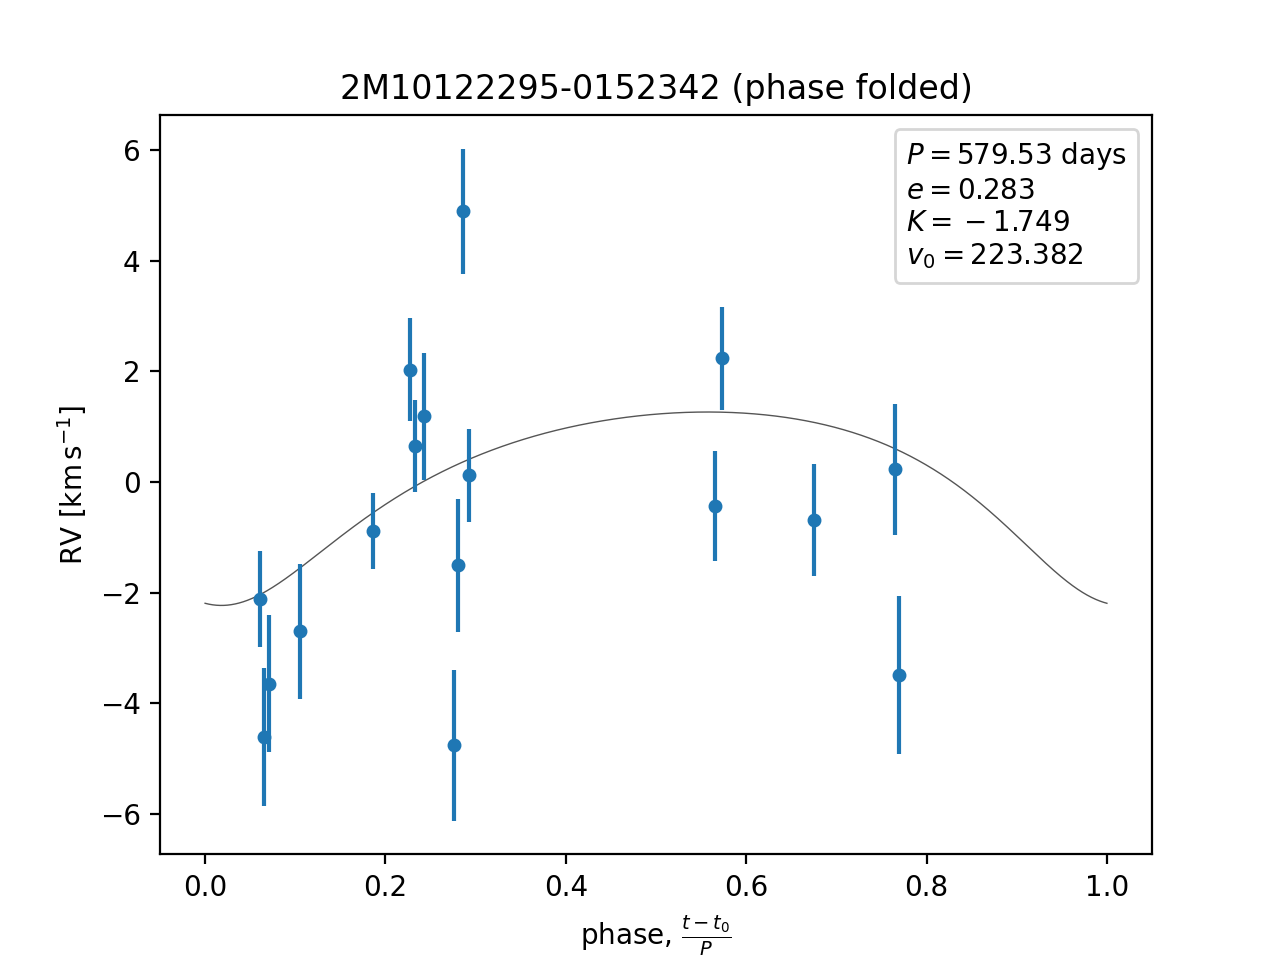 2M10122295-0152342 (phase folded)
P = 579.53 days
e = 0.283
K = −1.749
v₀ = 223.382
6
4
2
0
−2
−4
−6
RV [km s⁻¹]
0.0 0.2 0.4 0.6 0.8 1.0
phase, (t − t₀)/P